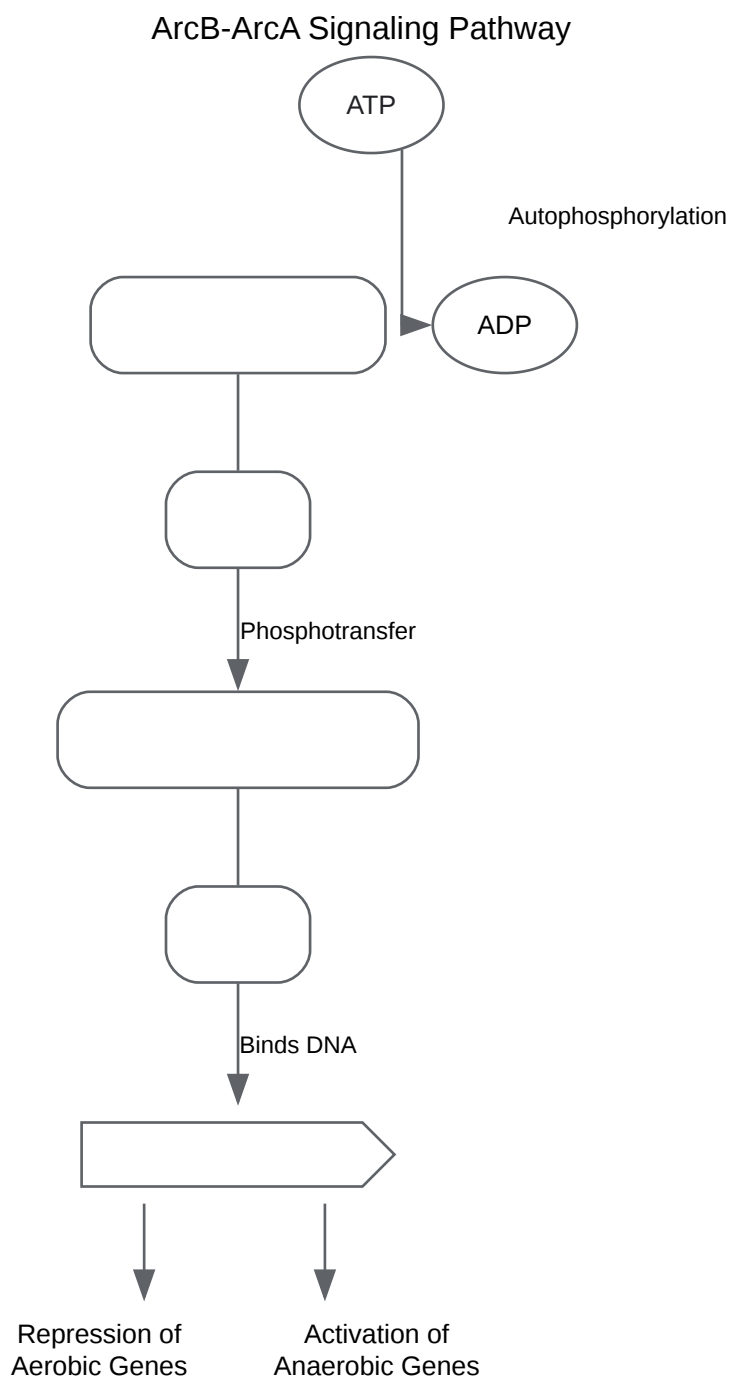 ArcB-ArcA Signaling Pathway
ATP
Autophosphorylation
ADP
Phosphotransfer
Binds DNA
Repression of
Aerobic Genes
Activation of
Anaerobic Genes